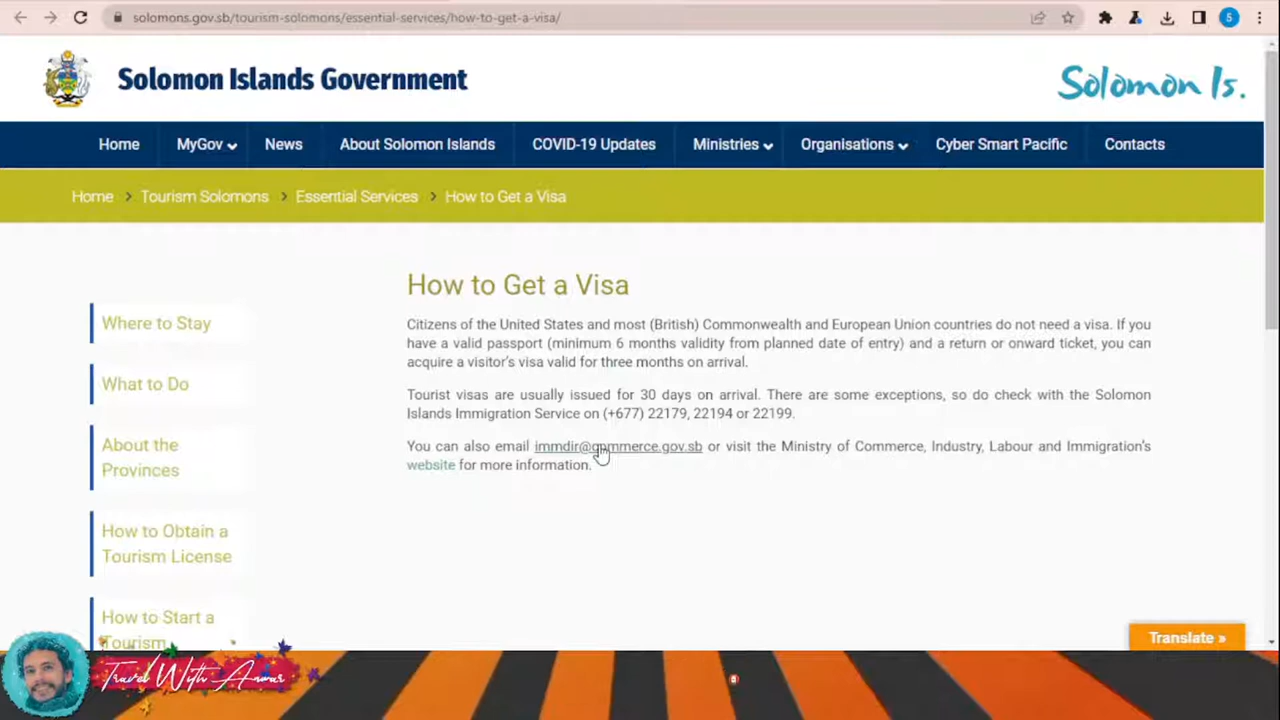 solomons.gov.sb/tourism-solomons/essential-services/how-to-get-a-visa/
5
Solomon Islands Government
Solomon Is.
Home MyGov News About Solomon Islands COVID-19 Updates Ministries Organisations Cyber Smart Pacific Contacts
Home > Tourism Solomons > Essential Services > How to Get a Visa
How to Get a Visa
Citizens of the United States and most (British) Commonwealth and European Union countries do not need a visa. If you
have a valid passport (minimum 6 months validity from planned date of entry) and a return or onward ticket, you can
acquire a visitor's visa valid for three months on arrival.
Tourist visas are usually issued for 30 days on arrival. There are some exceptions, so do check with the Solomon
Islands Immigration Service on (+677) 22179, 22194 or 22199.
You can also email immdir@commerce.gov.sb or visit the Ministry of Commerce, Industry, Labour and Immigration's
website for more information.
Where to Stay
What to Do
About the
Provinces
How to Obtain a
Tourism License
How to Start a
Tourism
Translate »
Travel With Anwar